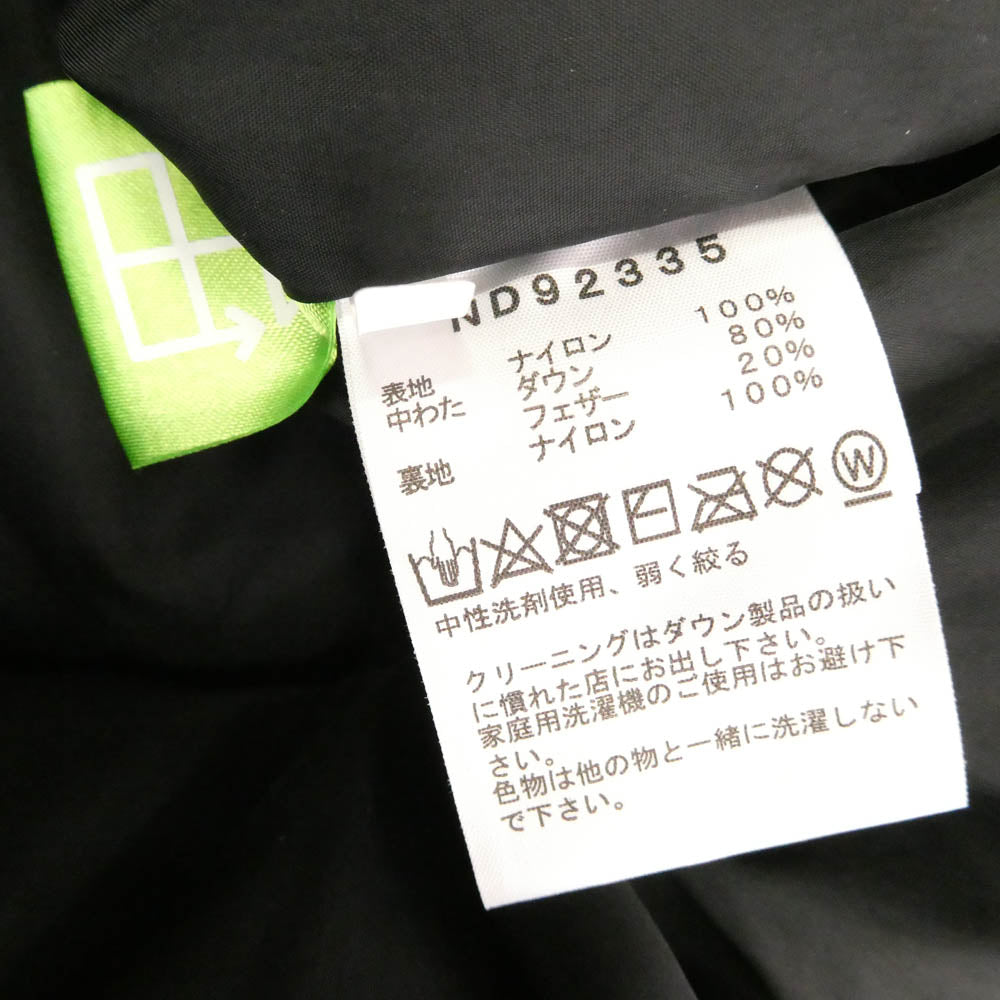 ND92335
表地 ナイロン 100%
中わた ダウン 80%
フェザー 20%
裏地 ナイロン 100%
W
中性洗剤使用、弱く絞る
クリーニングはダウン製品の扱い
に慣れた店にお出し下さい。
家庭用洗濯機のご使用はお避け下
さい。
色物は他の物と一緒に洗濯しない
で下さい。